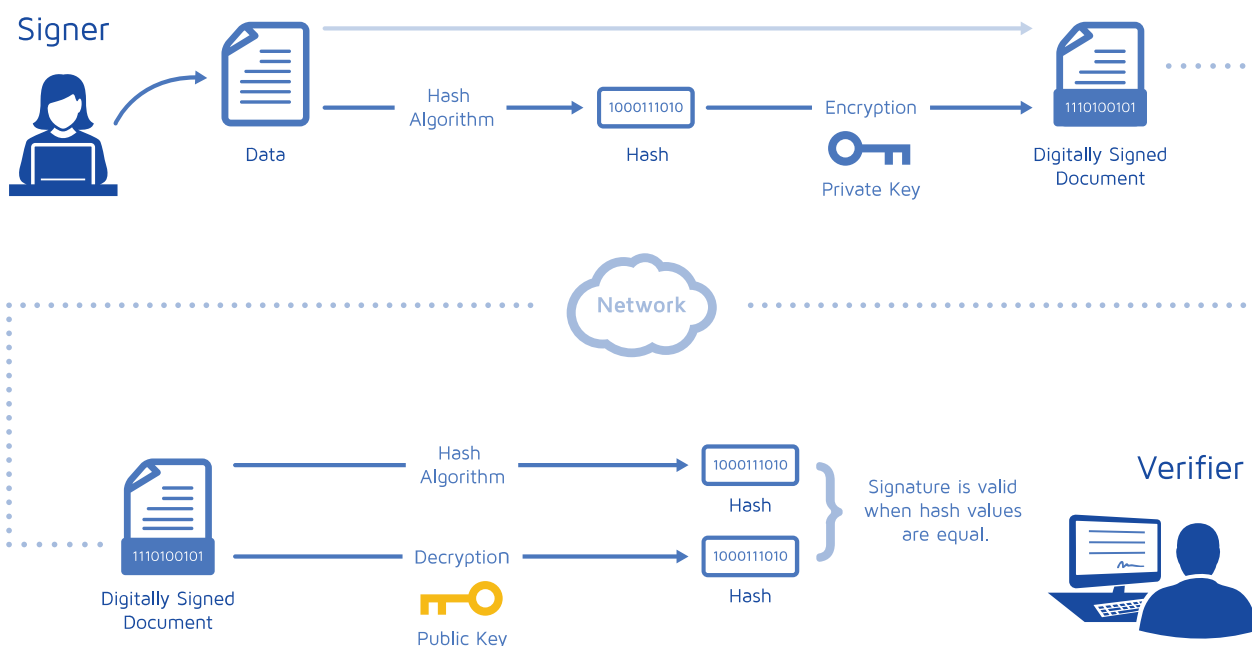 Signer
Data
Hash
Algorithm
1000111010
Hash
Encryption
Private Key
1110100101
Digitally Signed
Document
Network
1110100101
Digitally Signed
Document
Hash
Algorithm
1000111010
Hash
Decryption
Public Key
1000111010
Hash
Signature is valid
when hash values
are equal.
Verifier